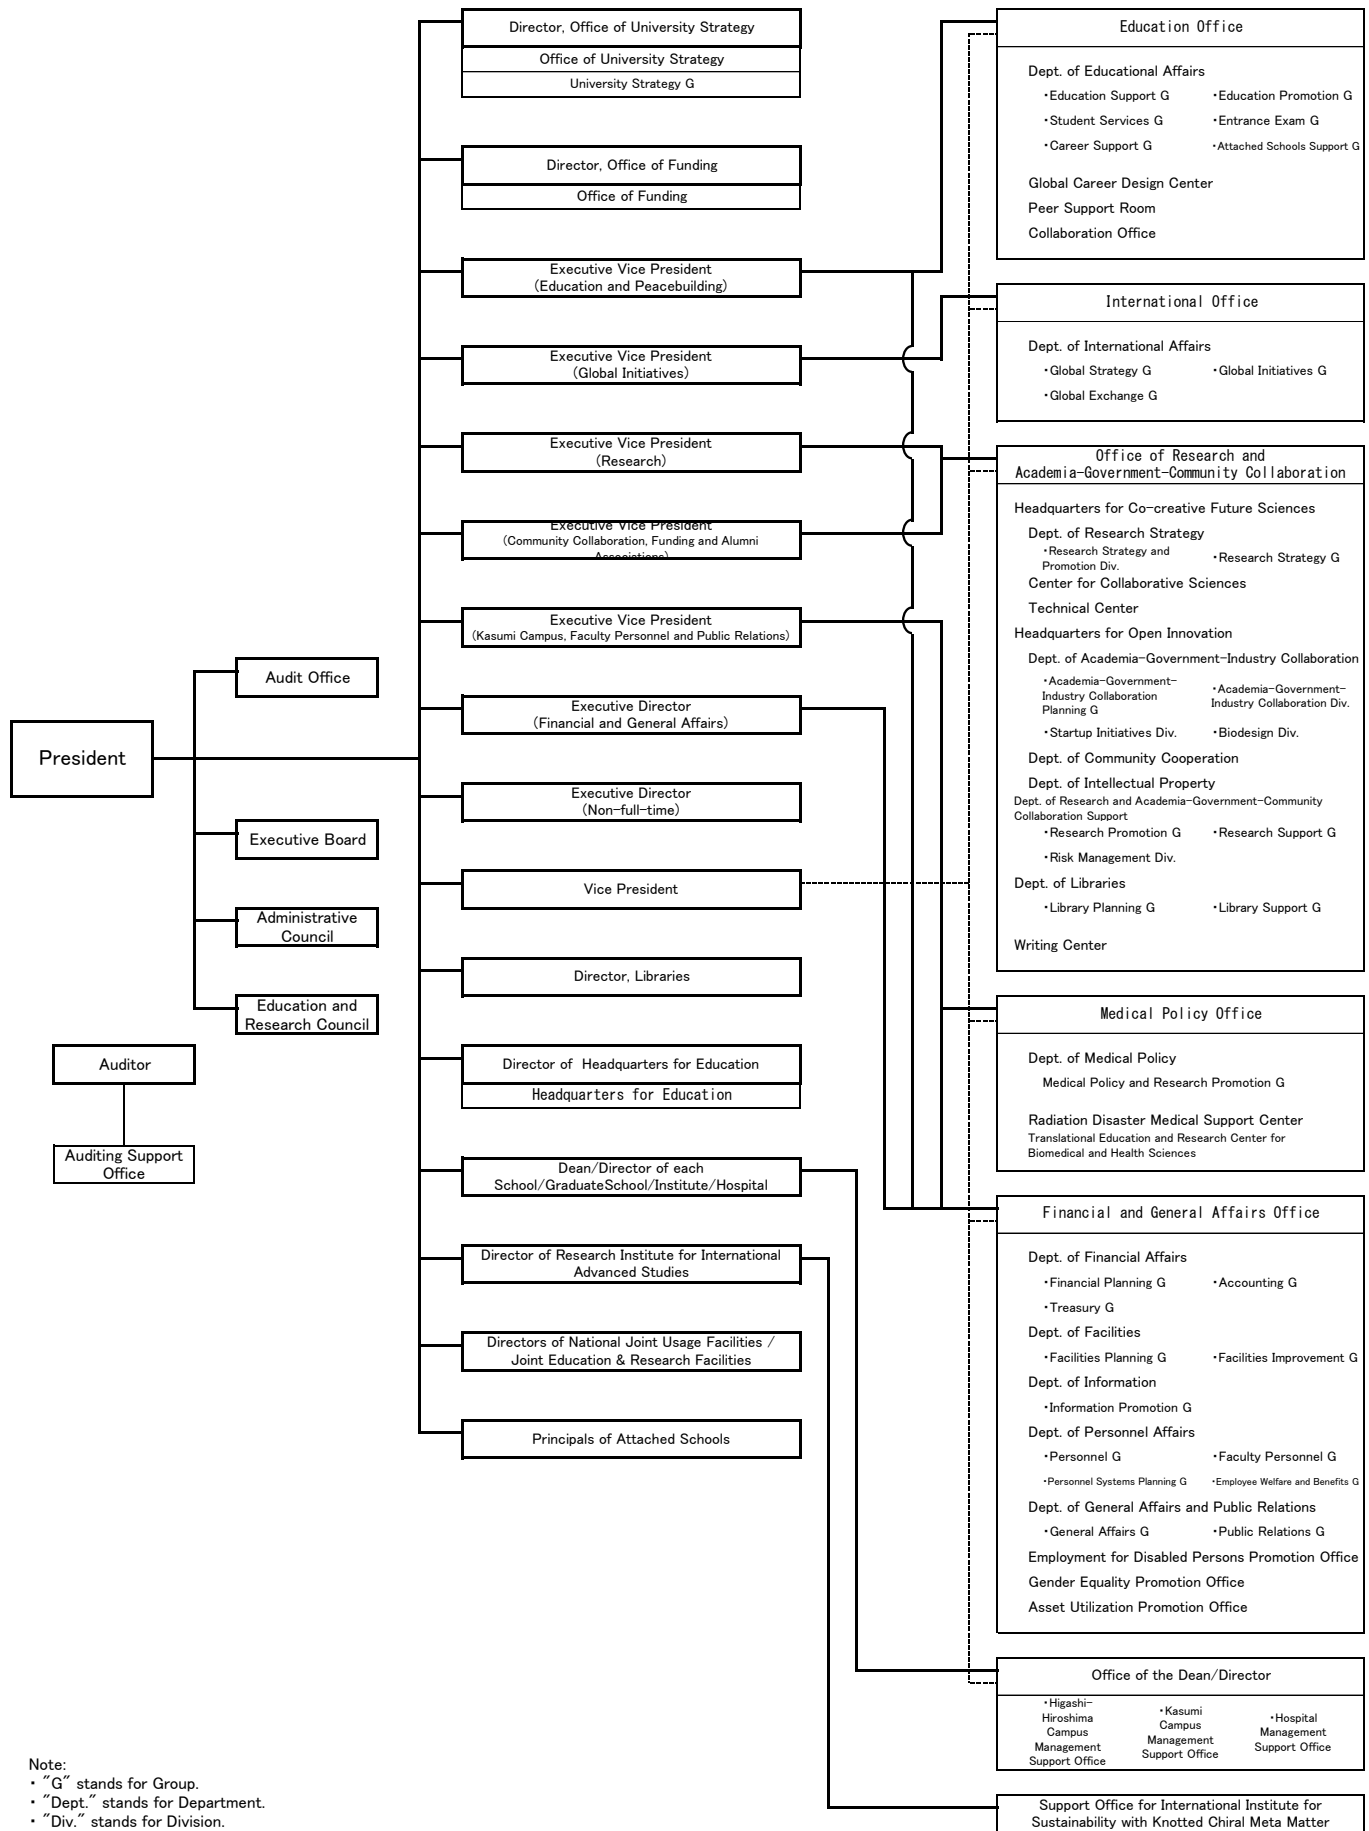 President
Audit Office
Executive Board
Administrative
Council
Education and
Research Council
Auditor
Auditing Support
Office
Director, Office of University Strategy
Office of University Strategy
University Strategy G
Director, Office of Funding
Office of Funding
Executive Vice President
(Education and Peacebuilding)
Executive Vice President
(Global Initiatives)
Executive Vice President
(Research)
Executive Vice President
(Community Collaboration, Funding and Alumni
Associations)
Executive Vice President
(Kasumi Campus, Faculty Personnel and Public Relations)
Executive Director
(Financial and General Affairs)
Executive Director
(Non-full-time)
Vice President
Director, Libraries
Director of Headquarters for Education
Headquarters for Education
Dean/Director of each
School/GraduateSchool/Institute/Hospital
Director of Research Institute for International
Advanced Studies
Directors of National Joint Usage Facilities /
Joint Education & Research Facilities
Principals of Attached Schools
Education Office
Dept. of Educational Affairs
・Education Support G ・Education Promotion G
・Student Services G ・Entrance Exam G
・Career Support G ・Attached Schools Support G
Global Career Design Center
Peer Support Room
Collaboration Office
International Office
Dept. of International Affairs
・Global Strategy G ・Global Initiatives G
・Global Exchange G
Office of Research and
Academia-Government-Community Collaboration
Headquarters for Co-creative Future Sciences
Dept. of Research Strategy
・Research Strategy and
Promotion Div.
・Research Strategy G
Center for Collaborative Sciences
Technical Center
Headquarters for Open Innovation
Dept. of Academia-Government-Industry Collaboration
・Academia-Government-
Industry Collaboration
Planning G
・Academia-Government-
Industry Collaboration Div.
・Startup Initiatives Div. ・Biodesign Div.
Dept. of Community Cooperation
Dept. of Intellectual Property
Dept. of Research and Academia-Government-Community
Collaboration Support
・Research Promotion G ・Research Support G
・Risk Management Div.
Dept. of Libraries
・Library Planning G ・Library Support G
Writing Center
Medical Policy Office
Dept. of Medical Policy
Medical Policy and Research Promotion G
Radiation Disaster Medical Support Center
Translational Education and Research Center for
Biomedical and Health Sciences
Financial and General Affairs Office
Dept. of Financial Affairs
・Financial Planning G ・Accounting G
・Treasury G
Dept. of Facilities
・Facilities Planning G ・Facilities Improvement G
Dept. of Information
・Information Promotion G
Dept. of Personnel Affairs
・Personnel G ・Faculty Personnel G
・Personnel Systems Planning G ・Employee Welfare and Benefits G
Dept. of General Affairs and Public Relations
・General Affairs G ・Public Relations G
Employment for Disabled Persons Promotion Office
Gender Equality Promotion Office
Asset Utilization Promotion Office
Office of the Dean/Director
・Higashi-
Hiroshima
Campus
Management
Support Office
・Kasumi
Campus
Management
Support Office
・Hospital
Management
Support Office
Support Office for International Institute for
Sustainability with Knotted Chiral Meta Matter
Note:
・ "G" stands for Group.
・ "Dept." stands for Department.
・ "Div." stands for Division.